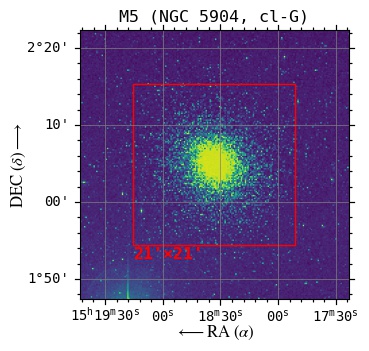 M5 (NGC 5904, cl-G)
DEC (δ)⟶
2°20'
10'
00'
1°50'
21'×21'
15ʰ19ᵐ30ˢ 00ˢ 18ᵐ30ˢ 00ˢ 17ᵐ30ˢ
⟵ RA (α)